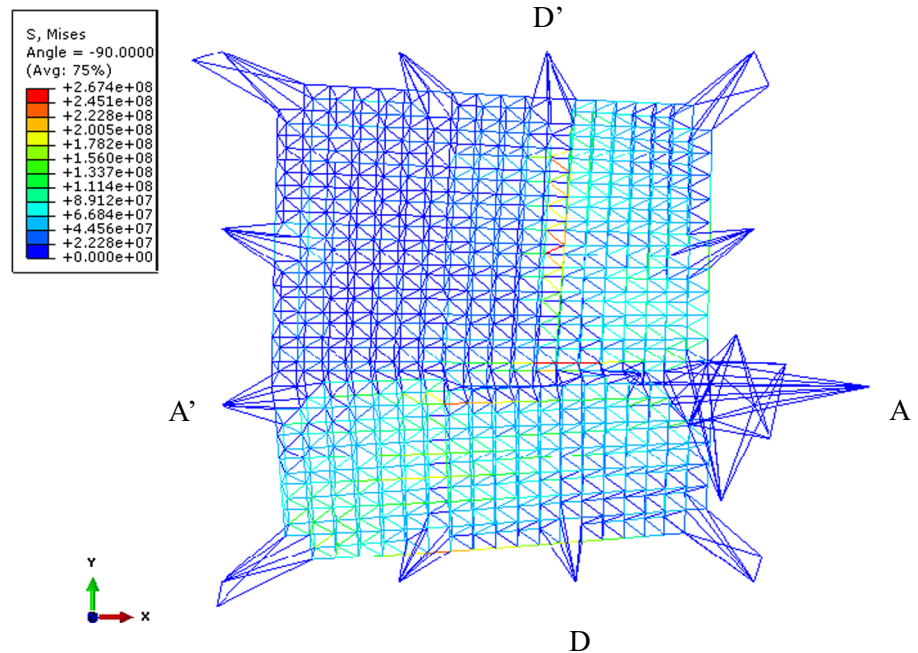 D’
S, Mises
Angle = -90.0000
(Avg: 75%)
+2.674e+08
+2.451e+08
+2.228e+08
+2.005e+08
+1.782e+08
+1.560e+08
+1.337e+08
+1.114e+08
+8.912e+07
+6.684e+07
+4.456e+07
+2.228e+07
+0.000e+00
A’
A
Y
X
D